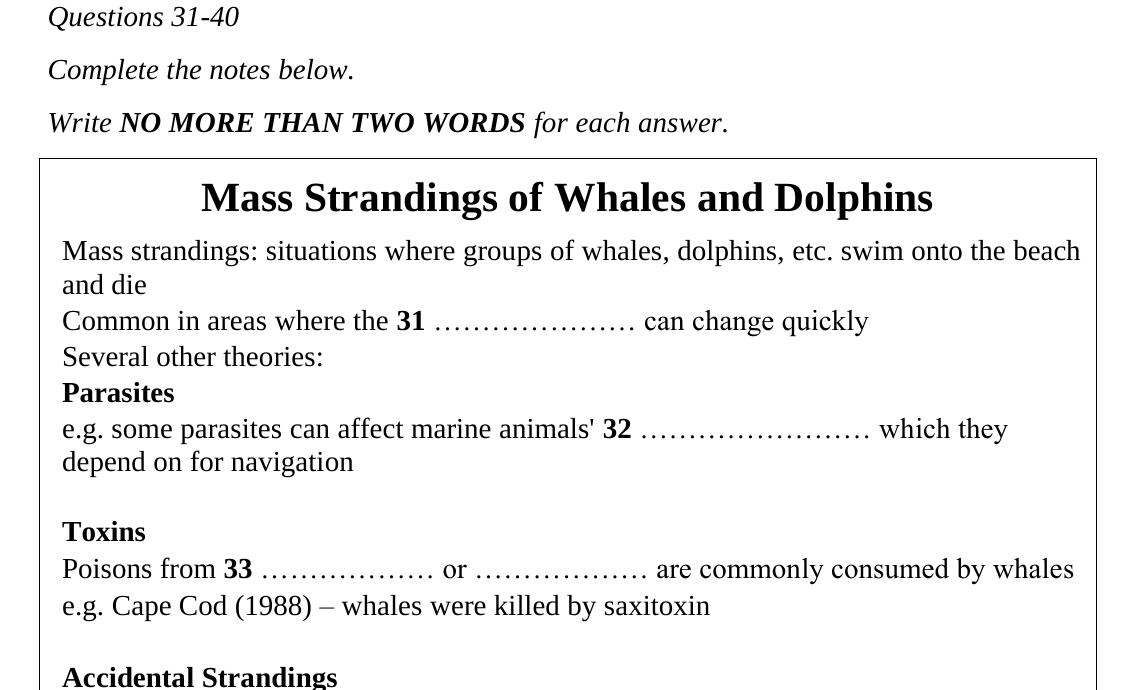 Questions 31-40
Complete the notes below.
Write NO MORE THAN TWO WORDS for each answer.
Mass Strandings of Whales and Dolphins
Mass strandings: situations where groups of whales, dolphins, etc. swim onto the beach
and die
Common in areas where the 31 ………………… can change quickly
Several other theories:
Parasites
e.g. some parasites can affect marine animals' 32 …………………… which they
depend on for navigation
Toxins
Poisons from 33 ……………… or ……………… are commonly consumed by whales
e.g. Cape Cod (1988) – whales were killed by saxitoxin
Accidental Strandings